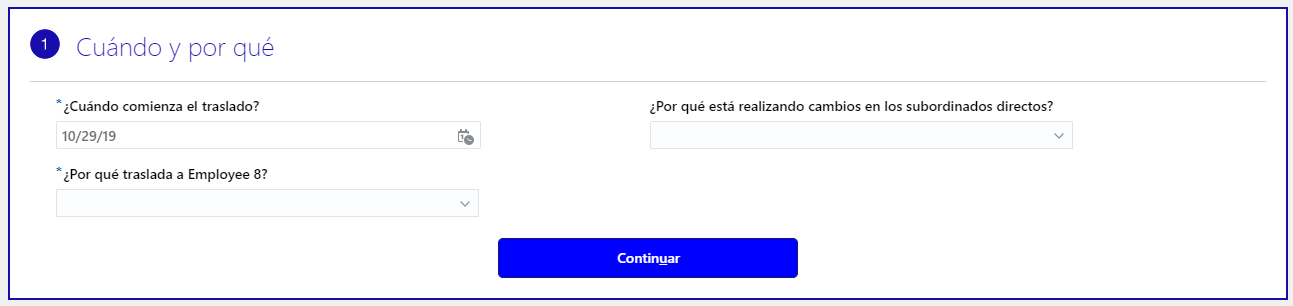 1 Cuándo y por qué
*¿Cuándo comienza el traslado?
10/29/19
¿Por qué está realizando cambios en los subordinados directos?
*¿Por qué traslada a Employee 8?
Continuar